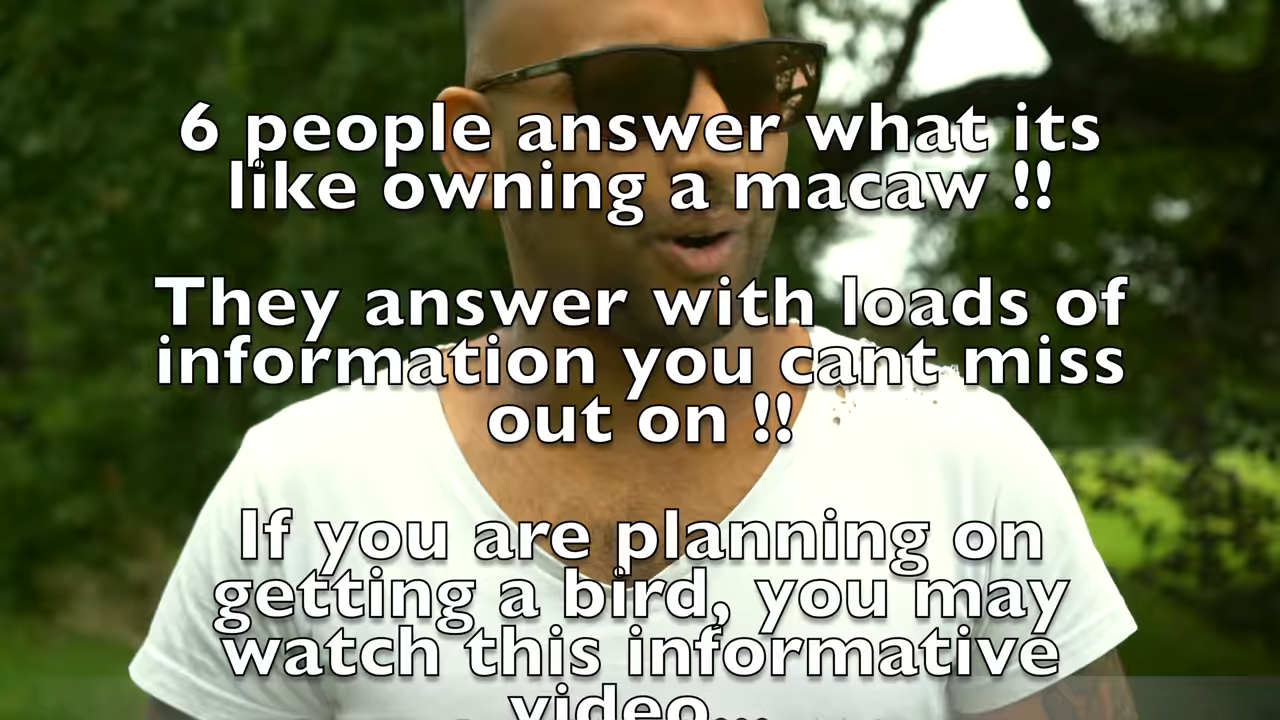 6 people answer what its
like owning a macaw !!
They answer with loads of
information you cant miss
out on !!
If you are planning on
getting a bird, you may
watch this informative
video...